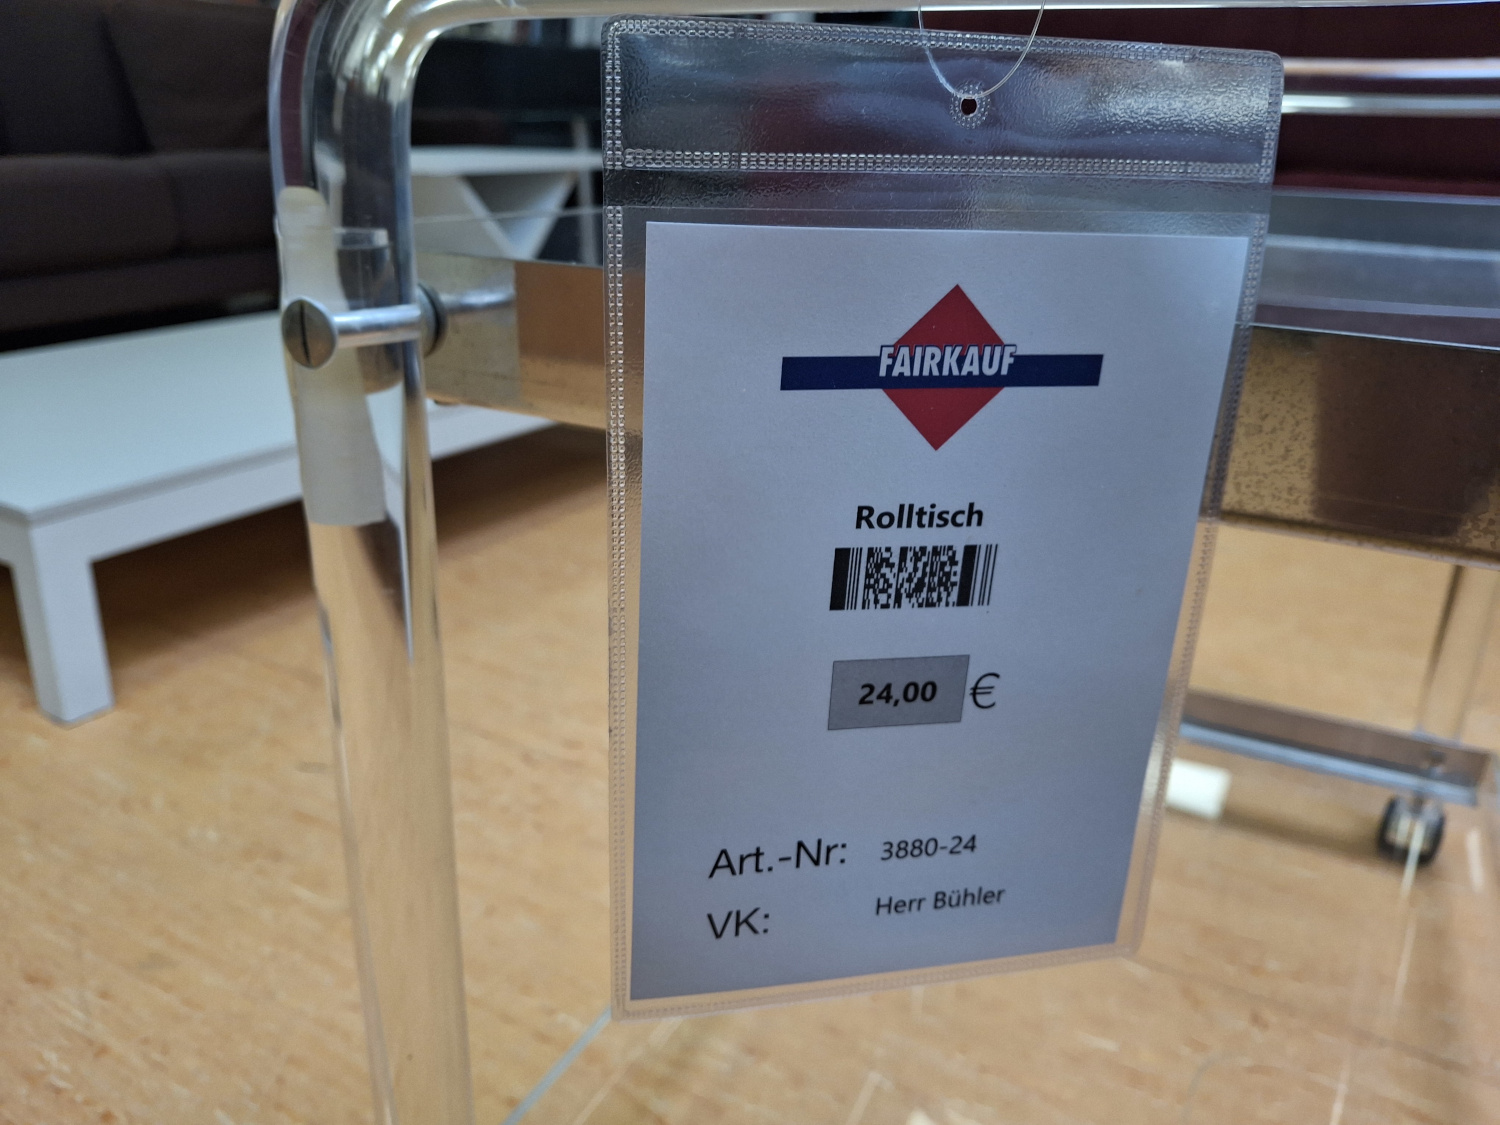 FAIRKAUF
Rolltisch
24,00 €
Art.-Nr: 3880-24
VK: Herr Bühler